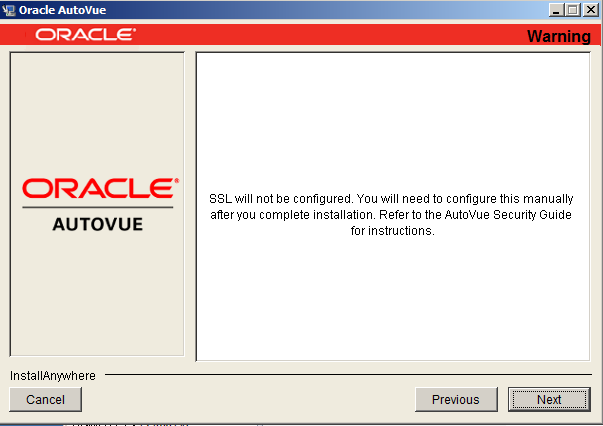 Oracle AutoVue
ORACLE®
Warning
ORACLE®
AUTOVUE
SSL will not be configured. You will need to configure this manually
after you complete installation. Refer to the AutoVue Security Guide
for instructions.
InstallAnywhere
Cancel
Previous
Next